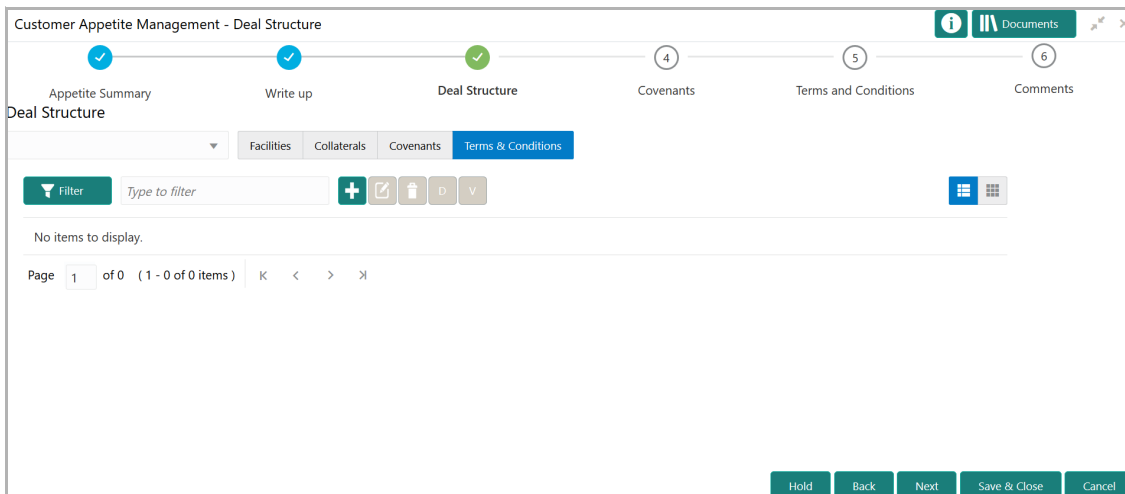 Customer Appetite Management - Deal Structure
i Documents
4 5 6
Appetite Summary Write up Deal Structure Covenants Terms and Conditions Comments
Deal Structure
Facilities Collaterals Covenants Terms & Conditions
Filter Type to filter D V
No items to display.
Page 1 of 0 ( 1 - 0 of 0 items )
Hold Back Next Save & Close Cancel